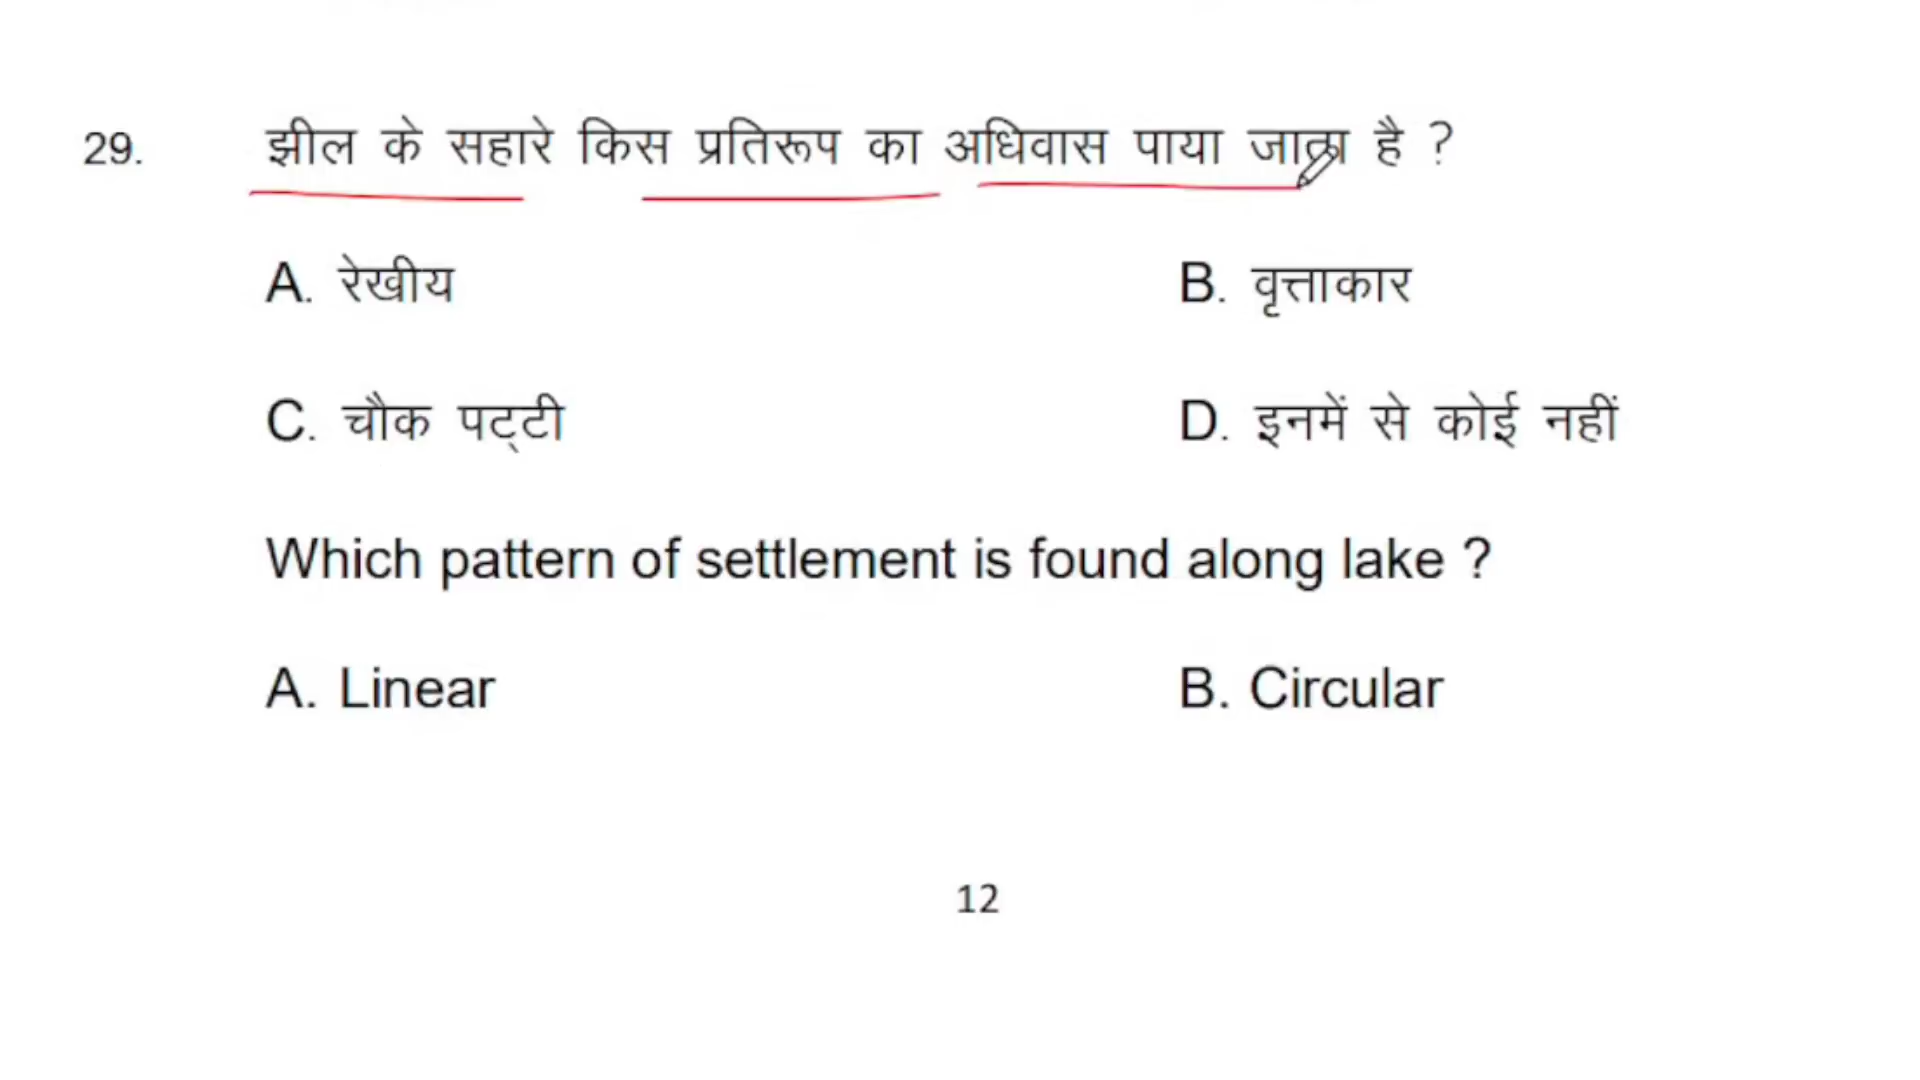 29. झील के सहारे किस प्रतिरूप का अधिवास पाया जाता है ?
A. रेखीय B. वृत्ताकार
C. चौक पट्टी D. इनमें से कोई नहीं
Which pattern of settlement is found along lake ?
A. Linear B. Circular
12